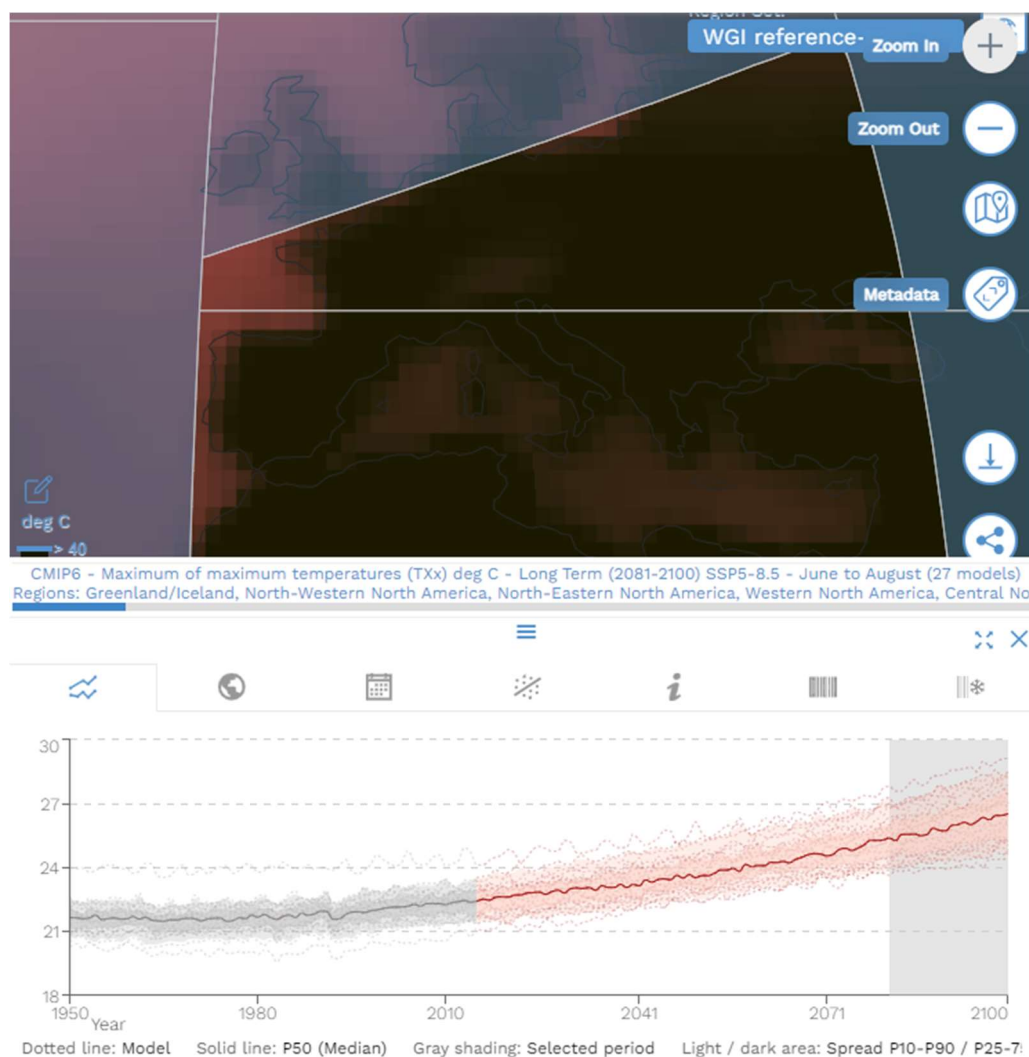 Region Set:
WGI reference-
Zoom In
Zoom Out
Metadata
deg C
> 40
CMIP6 - Maximum of maximum temperatures (TXx) deg C - Long Term (2081-2100) SSP5-8.5 - June to August (27 models)
Regions: Greenland/Iceland, North-Western North America, North-Eastern North America, Western North America, Central No
30
27
24
21
18
1950
1980
2010
2041
2071
2100
Year
Dotted line: Model Solid line: P50 (Median) Gray shading: Selected period Light / dark area: Spread P10-P90 / P25-7